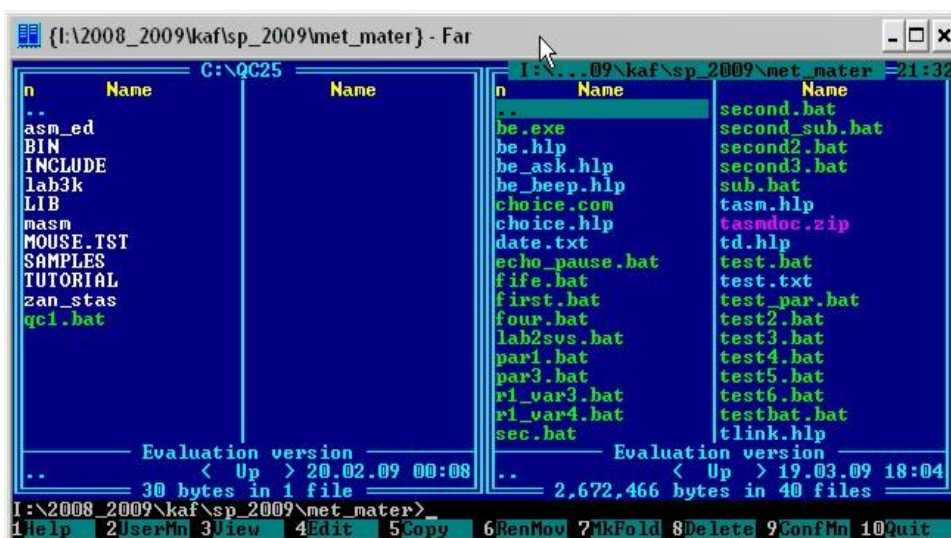 {I:\2008_2009\kaf\sp_2009\met_mater} - Far
C:\QC25
n Name Name
..
asm_ed
BIN
INCLUDE
lab3k
LIB
masm
MOUSE.TST
SAMPLES
TUTORIAL
zan_stas
qc1.bat
Evaluation version
.. < Up > 20.02.09 00:08
30 bytes in 1 file
I:\...09\kaf\sp_2009\met_mater 21:32
n Name Name
..
be.exe
be.hlp
be_ask.hlp
be_beep.hlp
choice.com
choice.hlp
date.txt
echo_pause.bat
fife.bat
first.bat
four.bat
lab2svs.bat
par1.bat
par3.bat
r1_var3.bat
r1_var4.bat
sec.bat
second.bat
second_sub.bat
second2.bat
second3.bat
sub.bat
tasm.hlp
tasmdoc.zip
td.hlp
test.bat
test.txt
test_par.bat
test2.bat
test3.bat
test4.bat
test5.bat
test6.bat
testbat.bat
tlink.hlp
Evaluation version
.. < Up > 19.03.09 18:04
2,672,466 bytes in 40 files
I:\2008_2009\kaf\sp_2009\met_mater>_
1Help 2UserMn 3View 4Edit 5Copy 6RenMov 7MkFold 8Delete 9ConfMn 10Quit